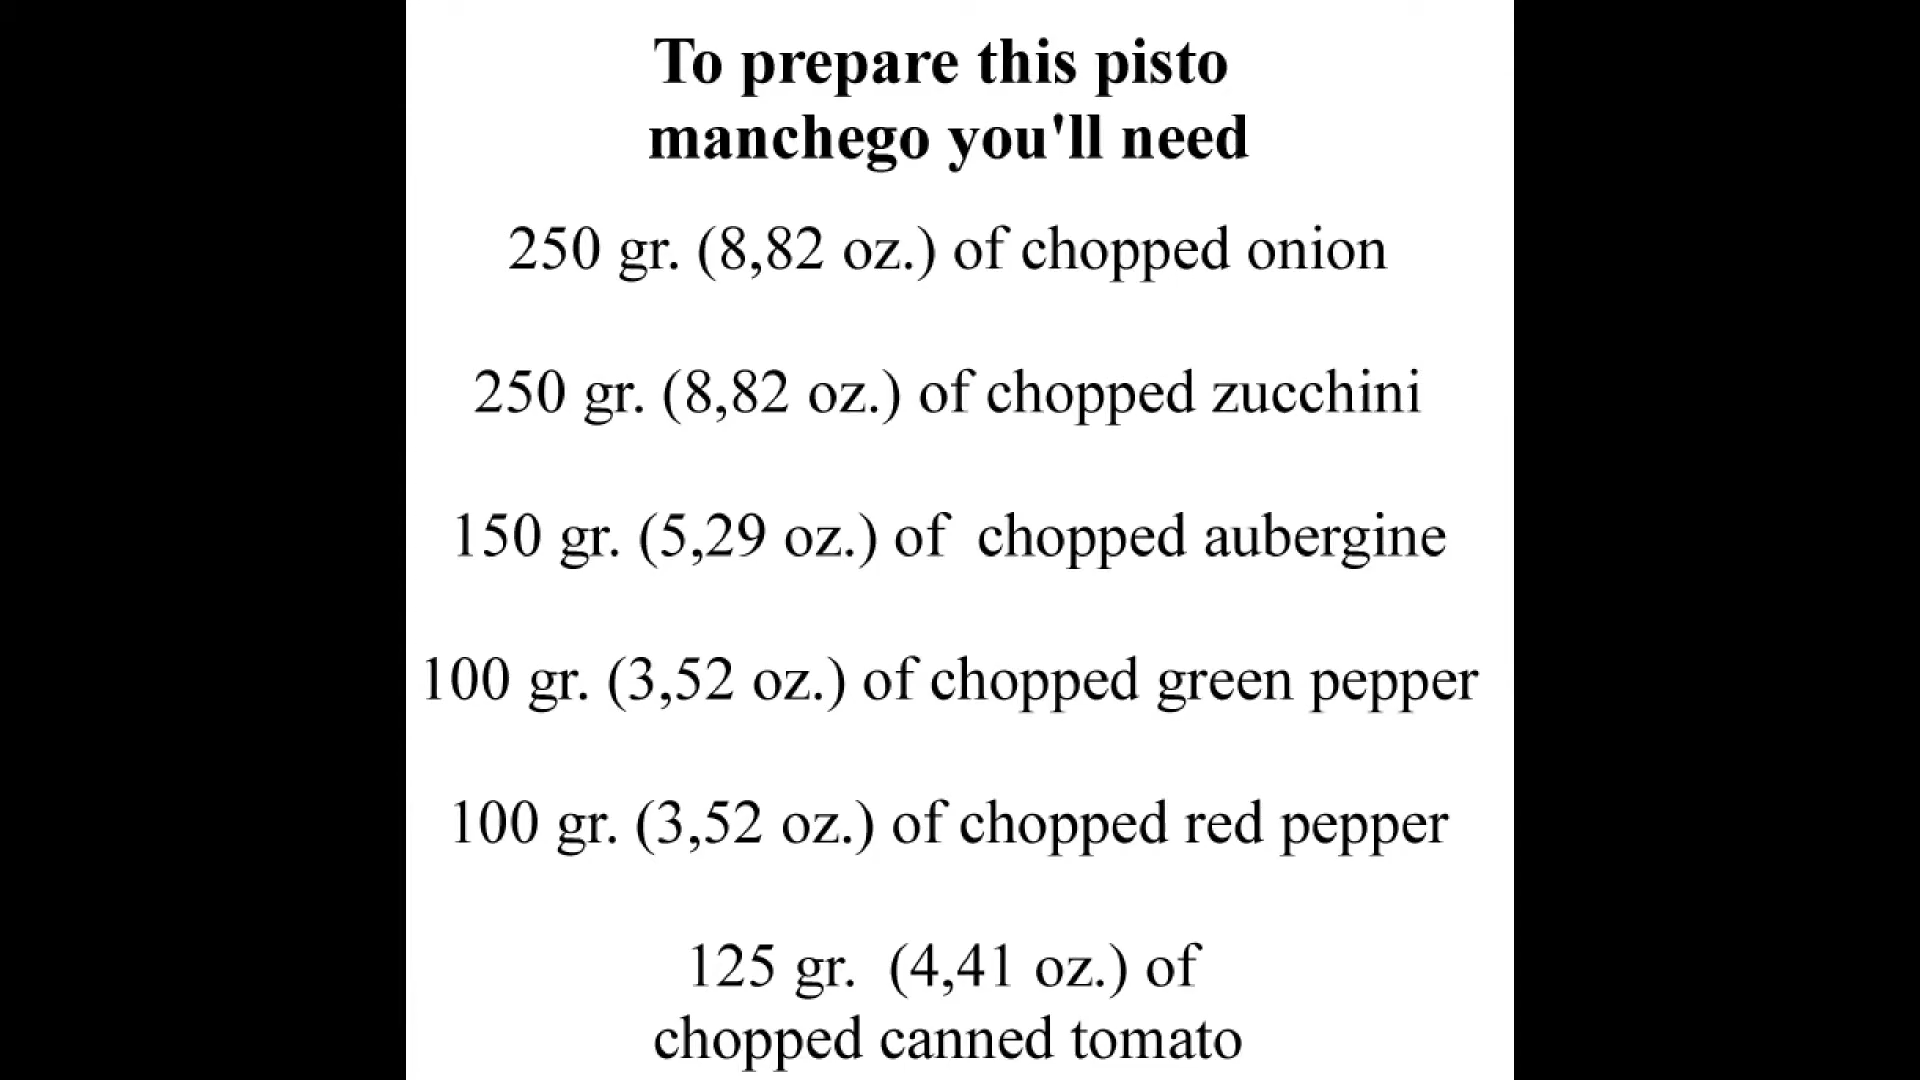 To prepare this pisto
manchego you'll need
250 gr. (8,82 oz.) of chopped onion
250 gr. (8,82 oz.) of chopped zucchini
150 gr. (5,29 oz.) of  chopped aubergine
100 gr. (3,52 oz.) of chopped green pepper
100 gr. (3,52 oz.) of chopped red pepper
125 gr.  (4,41 oz.) of
chopped canned tomato